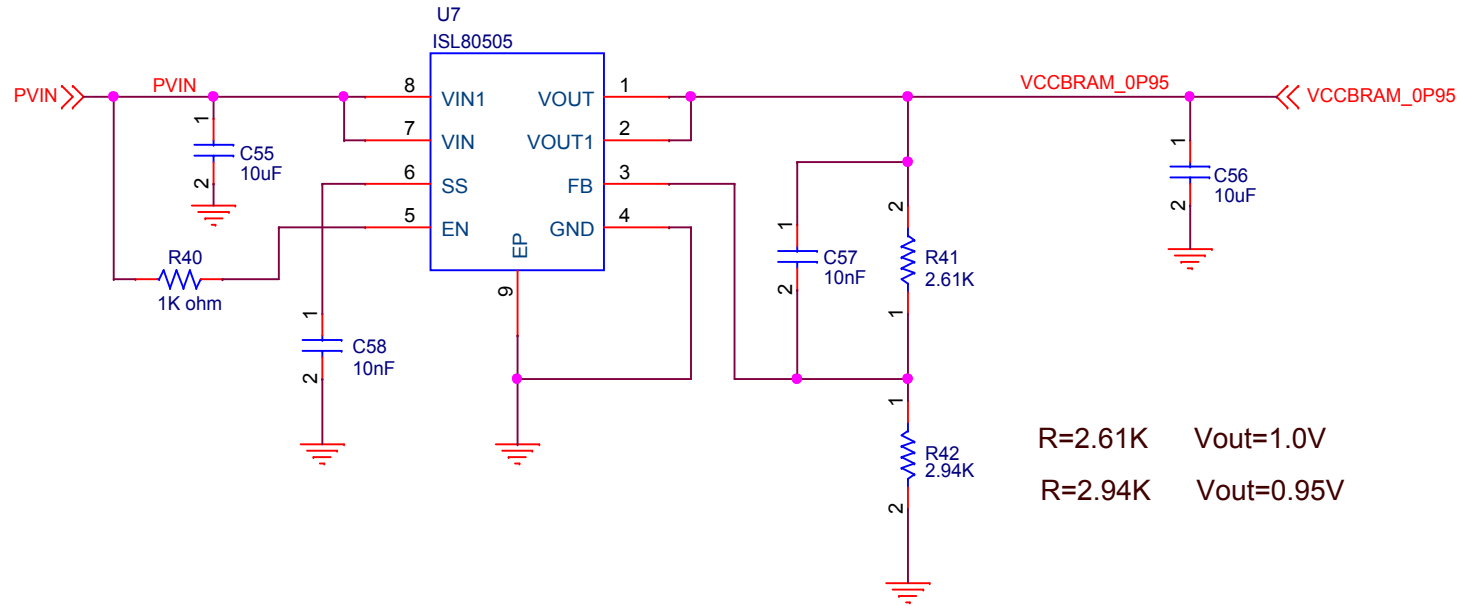 U7
ISL80505
PVIN
PVIN
8
VIN1
VOUT
1
VCCBRAM_0P95
VCCBRAM_0P95
7
VIN
VOUT1
2
1
C55
10uF
2
6
SS
FB
3
5
EN
GND
4
EP
9
R40
1K ohm
1
C58
10nF
2
1
C57
10nF
2
2
R41
2.61K
1
1
C56
10uF
2
1
R42
2.94K
2
R=2.61K Vout=1.0V
R=2.94K Vout=0.95V